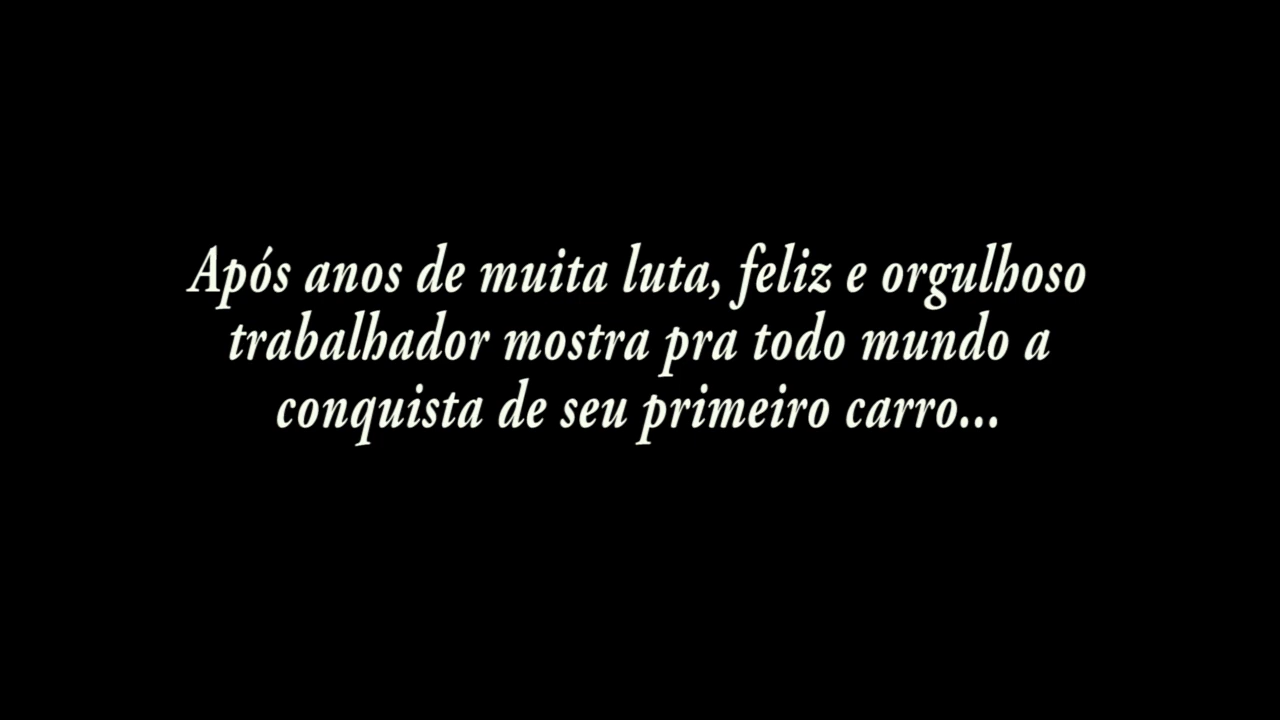 Após anos de muita luta, feliz e orgulhoso
trabalhador mostra pra todo mundo a
conquista de seu primeiro carro...